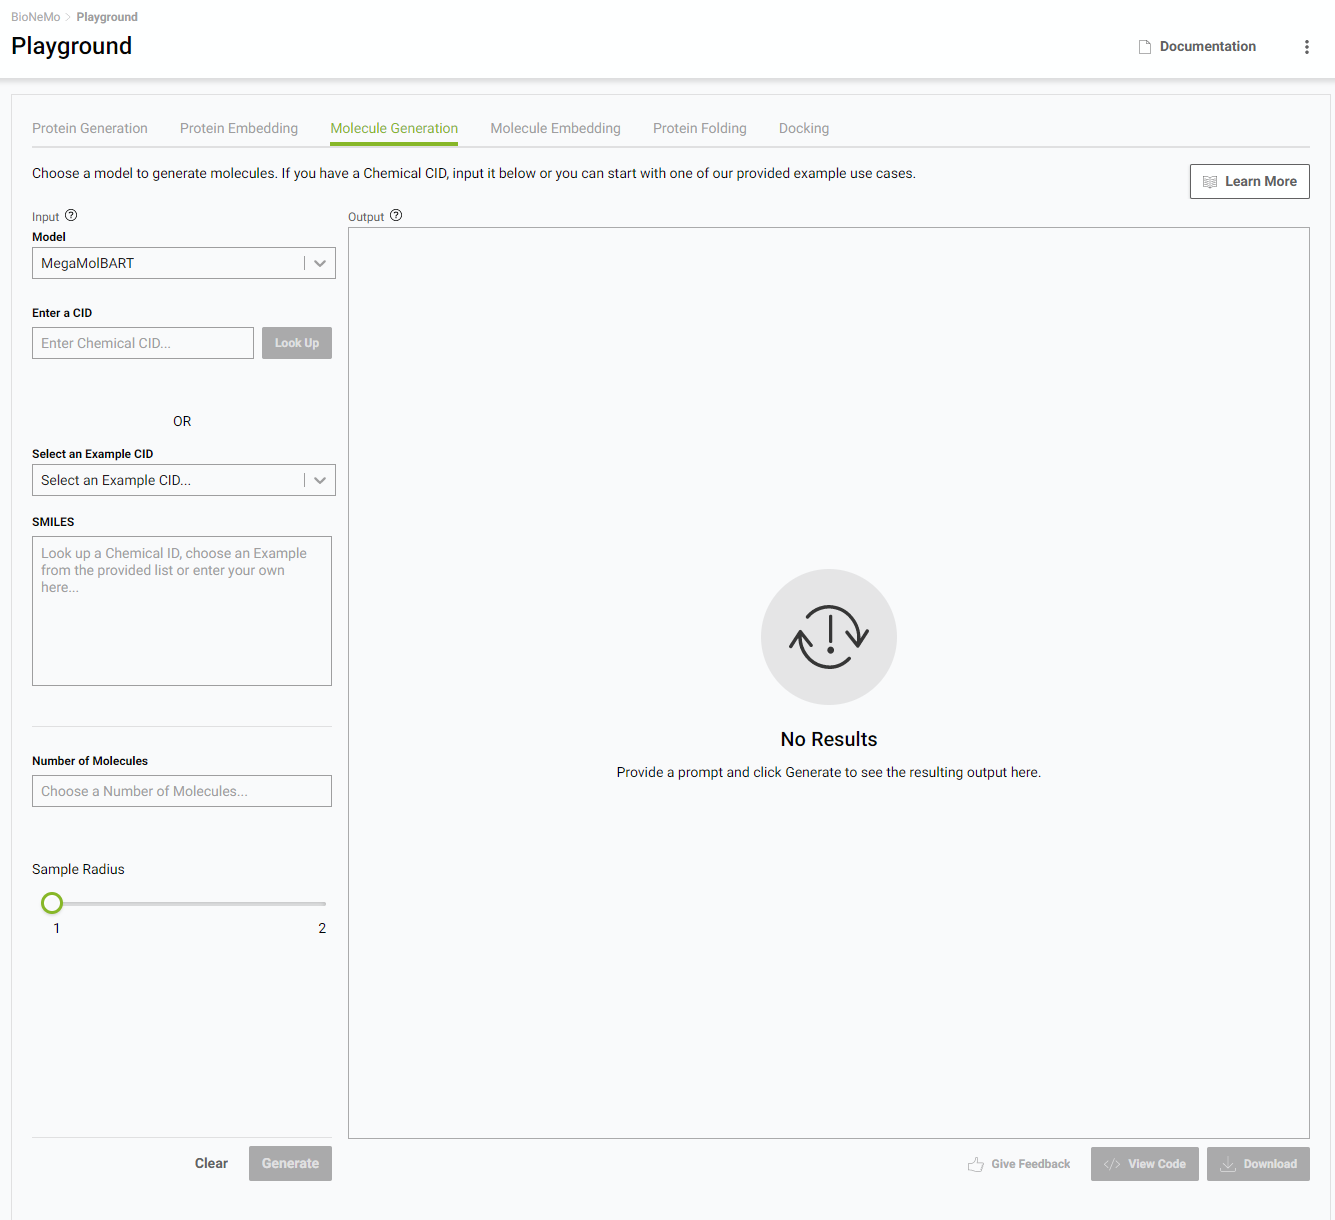 BioNeMo > Playground
Playground
Documentation
Protein Generation
Protein Embedding
Molecule Generation
Molecule Embedding
Protein Folding
Docking
Choose a model to generate molecules. If you have a Chemical CID, input it below or you can start with one of our provided example use cases.
Learn More
Input ?
Output ?
Model
MegaMolBART
Enter a CID
Enter Chemical CID...
Look Up
OR
Select an Example CID
Select an Example CID...
SMILES
Look up a Chemical ID, choose an Example
from the provided list or enter your own
here...
No Results
Provide a prompt and click Generate to see the resulting output here.
Number of Molecules
Choose a Number of Molecules...
Sample Radius
1
2
Clear
Generate
Give Feedback
</> View Code
Download